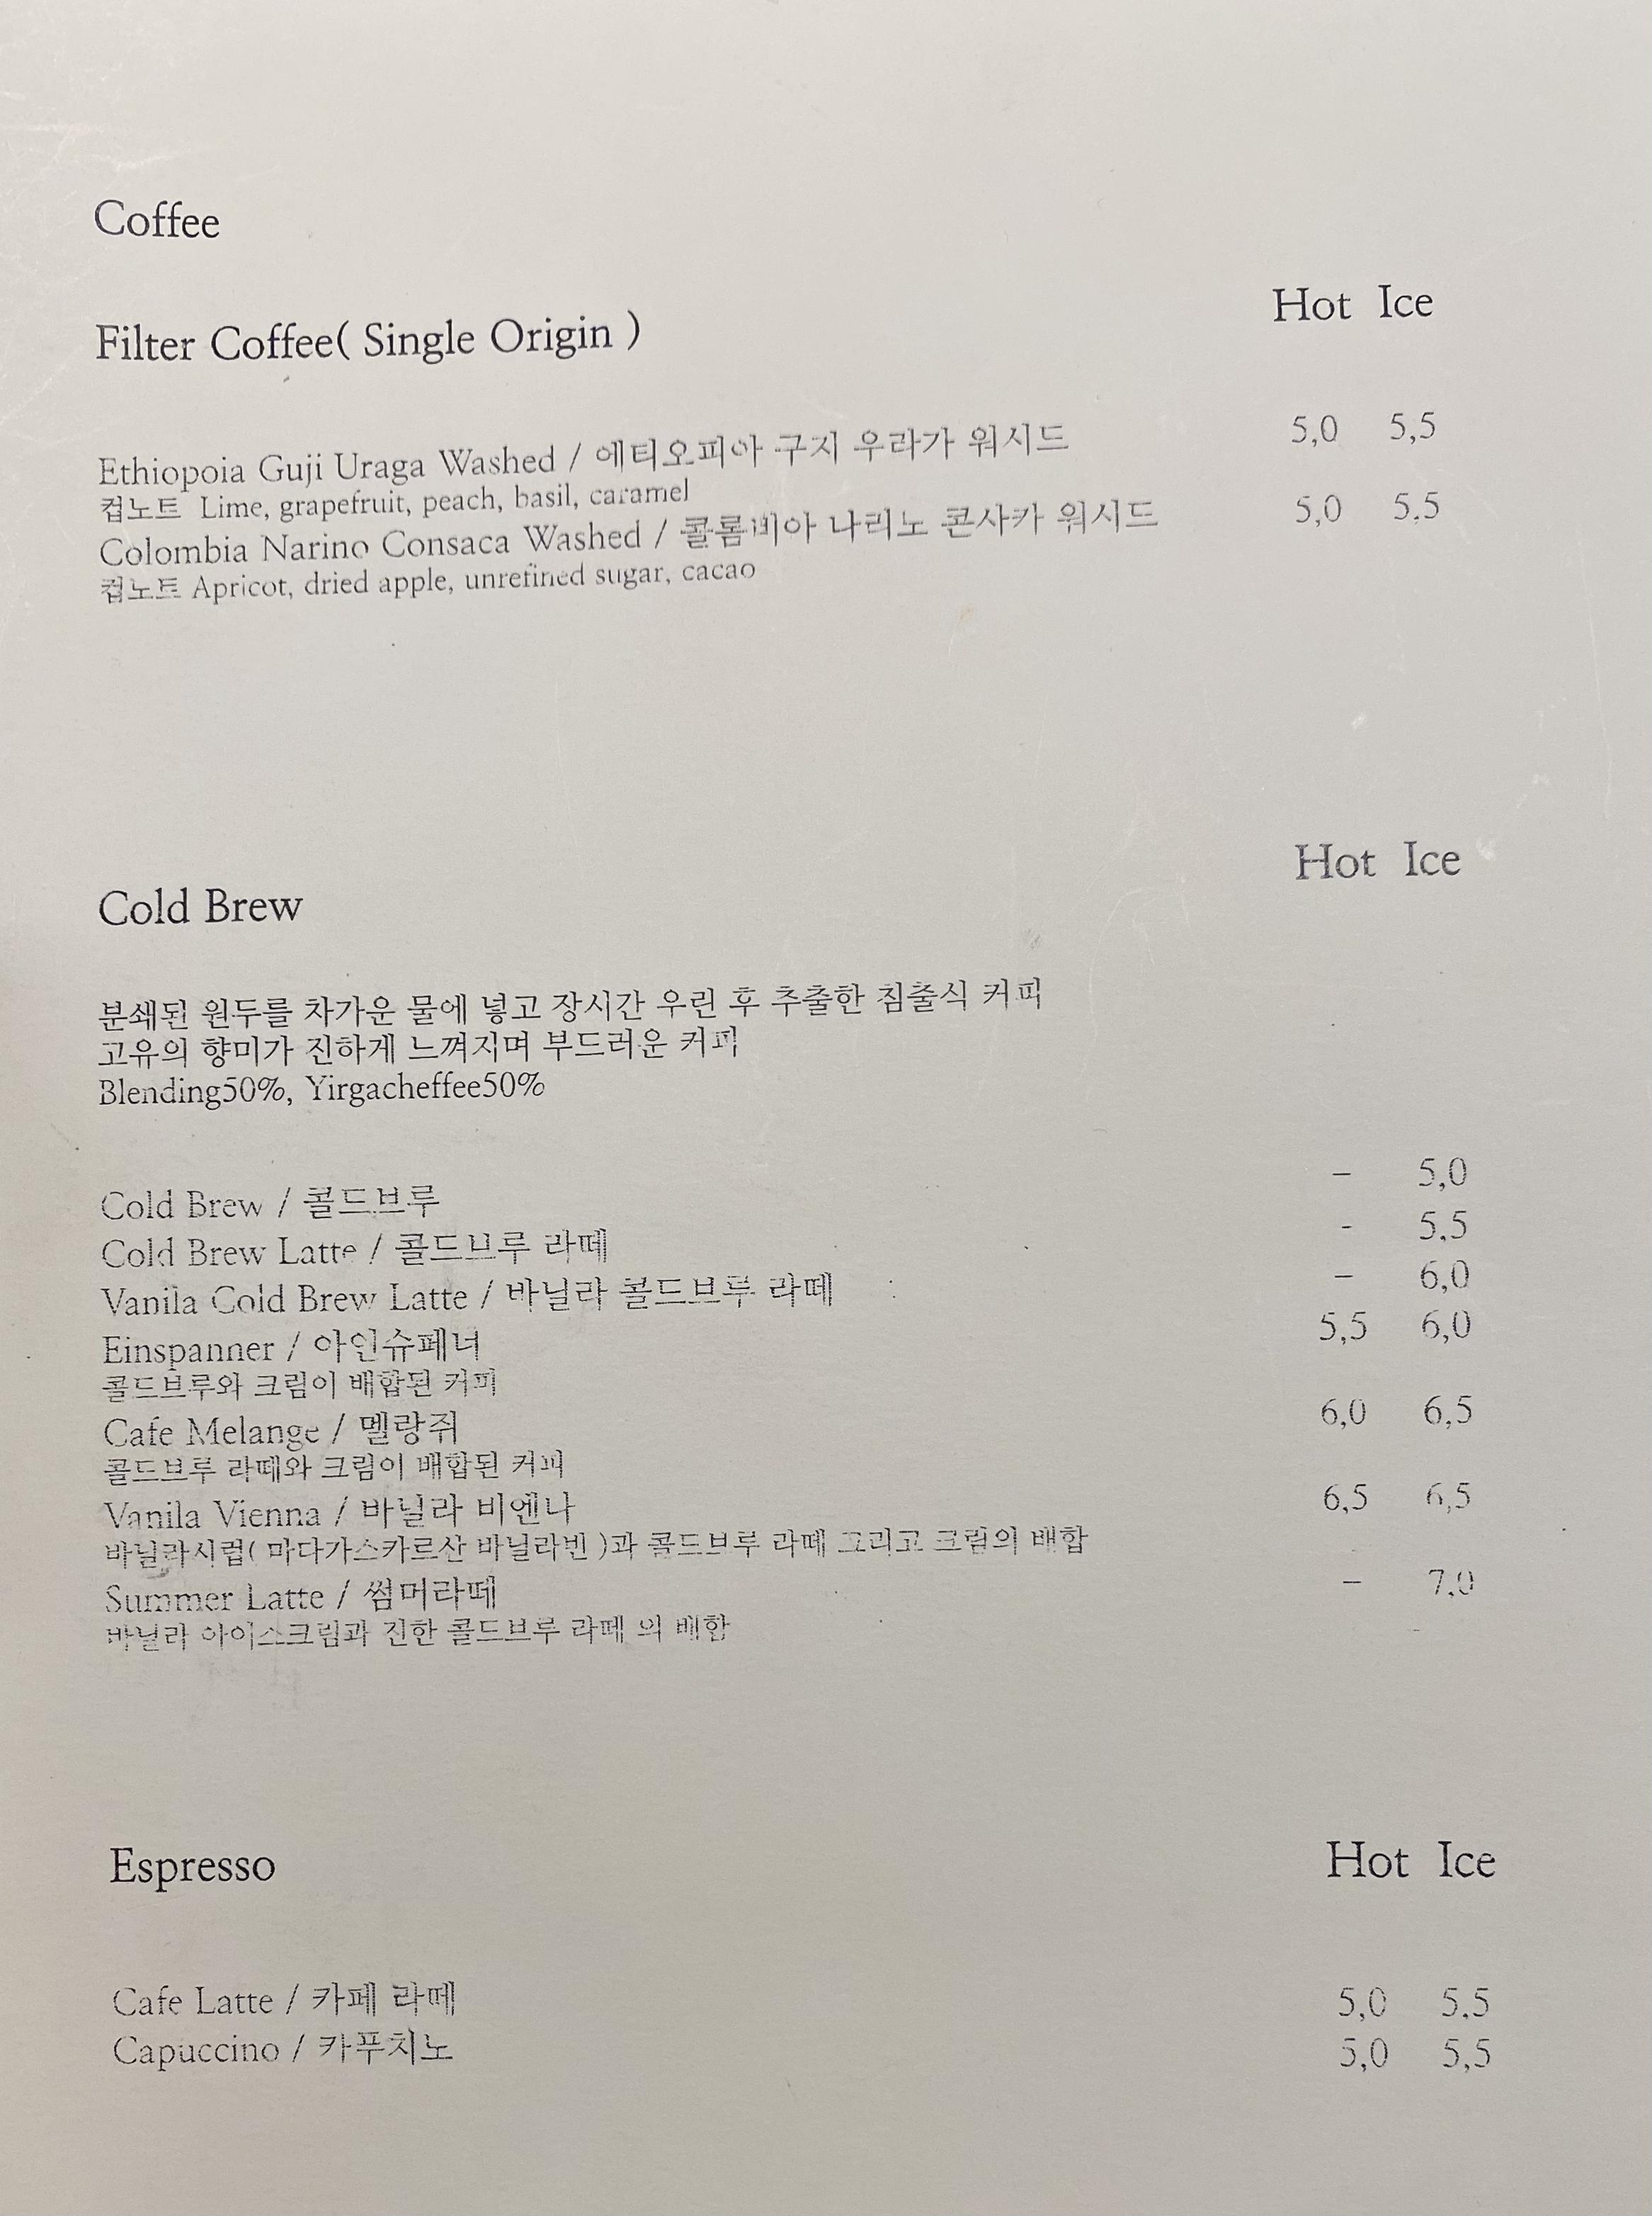 Coffee
Hot Ice
Filter Coffee( Single Origin )
Ethiopoia Guji Uraga Washed / 에티오피아 구지 우라가 워시드 5,0 5,5
컵노트 Lime, grapefruit, peach, basil, caramel
Colombia Narino Consaca Washed / 콜롬비아 나리노 콘사카 워시드 5,0 5,5
컵노트 Apricot, dried apple, unrefined sugar, cacao
Hot Ice
Cold Brew
분쇄된 원두를 차가운 물에 넣고 장시간 우린 후 추출한 침출식 커피
고유의 향미가 진하게 느껴지며 부드러운 커피
Blending50%, Yirgacheffee50%
Cold Brew / 콜드브루 – 5,0
Cold Brew Latte / 콜드브루 라떼 - 5,5
Vanila Cold Brew Latte / 바닐라 콜드브루 라떼 – 6,0
Einspanner / 아인슈페너 5,5 6,0
콜드브루와 크림이 배합된 커피
Cafe Melange / 멜랑쥐 6,0 6,5
콜드브루 라떼와 크림이 배합된 커피
Vanila Vienna / 바닐라 비엔나 6,5 6,5
바닐라시럽( 마다가스카르산 바닐라빈 )과 콜드브루 라떼 그리고 크림의 배합
Summer Latte / 썸머라떼 – 7,0
바닐라 아이스크림과 진한 콜드브루 라떼 의 배합
Espresso Hot Ice
Cafe Latte / 카페 라떼 5,0 5,5
Capuccino / 카푸치노 5,0 5,5